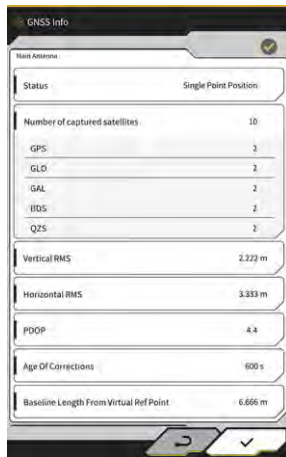 GNSS Info
Main Antenna
Status Single Point Position
Number of captured satellites 10
GPS 2
GLO 2
GAL 2
BDS 2
QZS 2
Vertical RMS 2.222 m
Horizontal RMS 3.333 m
PDOP 4.4
Age Of Corrections 600 s
Baseline Length From Virtual Ref Point 6.666 m